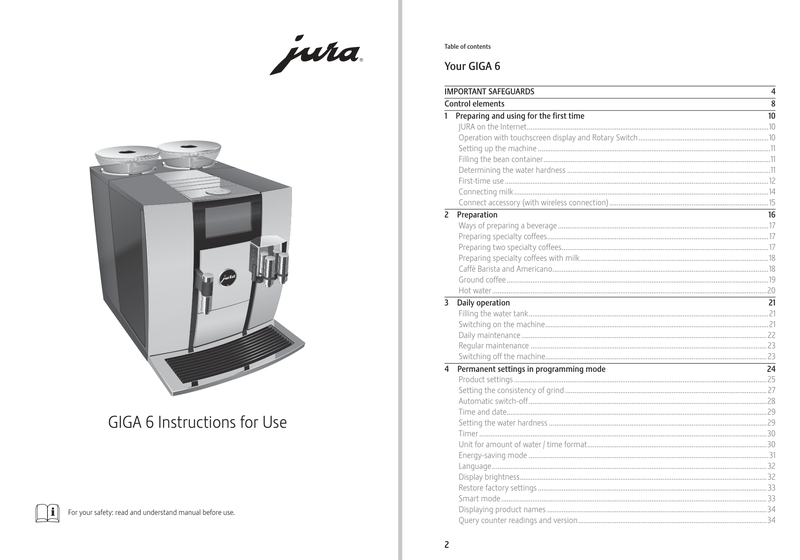 jura®
jura
GIGA 6 Instructions for Use
i
For your safety: read and understand manual before use.
Table of contents
Your GIGA 6
IMPORTANT SAFEGUARDS 4
Control elements 8
1 Preparing and using for the first time 10
JURA on the Internet 10
Operation with touchscreen display and Rotary Switch 10
Setting up the machine 11
Filling the bean container 11
Determining the water hardness 11
First-time use 12
Connecting milk 14
Connect accessory (with wireless connection) 15
2 Preparation 16
Ways of preparing a beverage 17
Preparing specialty coffees 17
Preparing two specialty coffees 17
Preparing specialty coffees with milk 18
Caffè Barista and Americano 18
Ground coffee 19
Hot water 20
3 Daily operation 21
Filling the water tank 21
Switching on the machine 21
Daily maintenance 22
Regular maintenance 23
Switching off the machine 23
4 Permanent settings in programming mode 24
Product settings 25
Setting the consistency of grind 27
Automatic switch-off 28
Time and date 29
Setting the water hardness 29
Timer 30
Unit for amount of water / time format 30
Energy-saving mode 31
Language 32
Display brightness 32
Restore factory settings 33
Smart mode 33
Displaying product names 34
Query counter readings and version 34
2